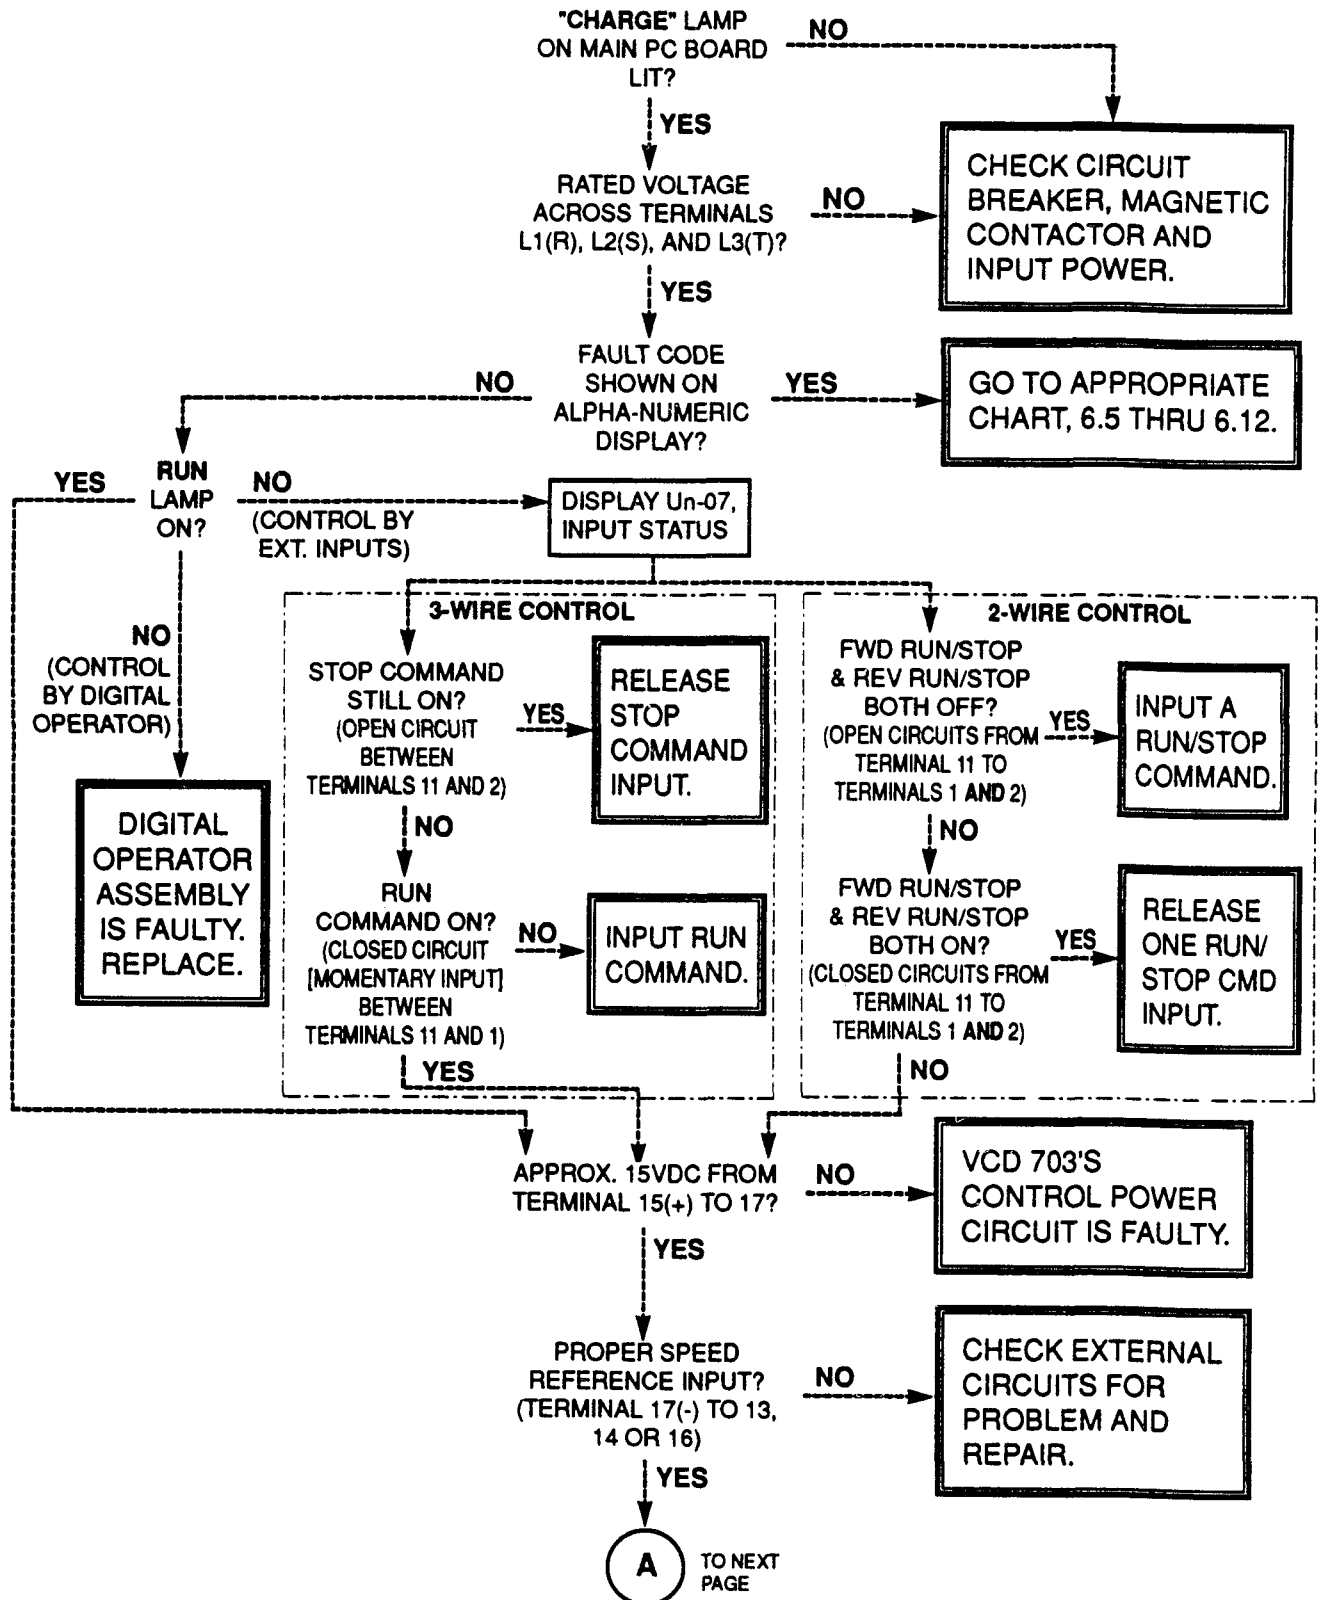 "CHARGE" LAMP
ON MAIN PC BOARD
LIT?
NO
YES
CHECK CIRCUIT
BREAKER, MAGNETIC
CONTACTOR AND
INPUT POWER.
RATED VOLTAGE
ACROSS TERMINALS
L1(R), L2(S), AND L3(T)?
NO
YES
FAULT CODE
SHOWN ON
ALPHA-NUMERIC
DISPLAY?
NO
YES
GO TO APPROPRIATE
CHART, 6.5 THRU 6.12.
YES
RUN
LAMP
ON?
NO
(CONTROL BY
EXT. INPUTS)
DISPLAY Un-07,
INPUT STATUS
NO
(CONTROL
BY DIGITAL
OPERATOR)
DIGITAL
OPERATOR
ASSEMBLY
IS FAULTY.
REPLACE.
3-WIRE CONTROL
STOP COMMAND
STILL ON?
(OPEN CIRCUIT
BETWEEN
TERMINALS 11 AND 2)
YES
RELEASE
STOP
COMMAND
INPUT.
NO
RUN
COMMAND ON?
(CLOSED CIRCUIT
[MOMENTARY INPUT]
BETWEEN
TERMINALS 11 AND 1)
NO
INPUT RUN
COMMAND.
YES
2-WIRE CONTROL
FWD RUN/STOP
& REV RUN/STOP
BOTH OFF?
(OPEN CIRCUITS FROM
TERMINAL 11 TO
TERMINALS 1 AND 2)
YES
INPUT A
RUN/STOP
COMMAND.
NO
FWD RUN/STOP
& REV RUN/STOP
BOTH ON?
(CLOSED CIRCUITS FROM
TERMINAL 11 TO
TERMINALS 1 AND 2)
YES
RELEASE
ONE RUN/
STOP CMD
INPUT.
NO
APPROX. 15VDC FROM
TERMINAL 15(+) TO 17?
NO
VCD 703'S
CONTROL POWER
CIRCUIT IS FAULTY.
YES
PROPER SPEED
REFERENCE INPUT?
(TERMINAL 17(-) TO 13,
14 OR 16)
NO
CHECK EXTERNAL
CIRCUITS FOR
PROBLEM AND
REPAIR.
YES
A
TO NEXT
PAGE